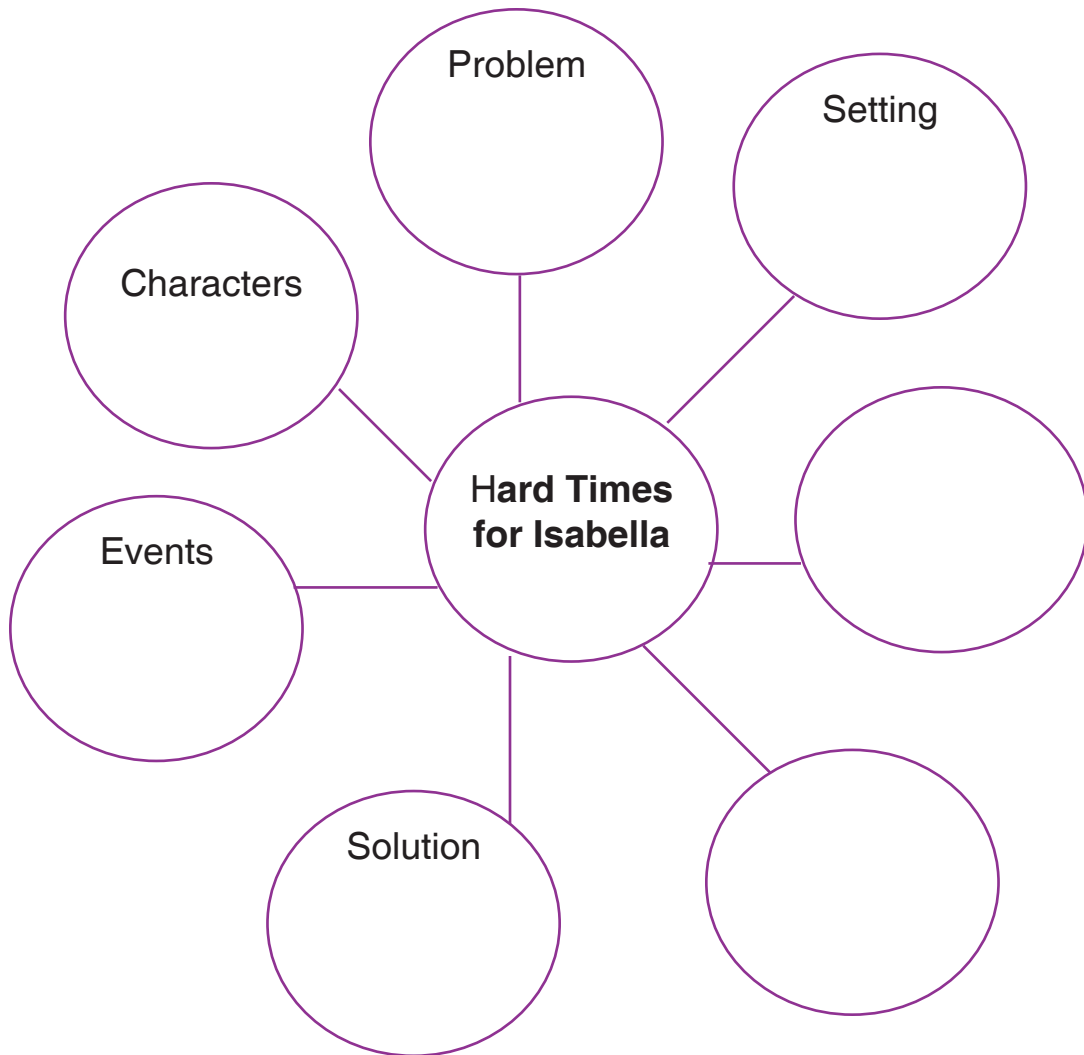 Problem
Setting
Characters
Hard Times
for Isabella
Events
Solution